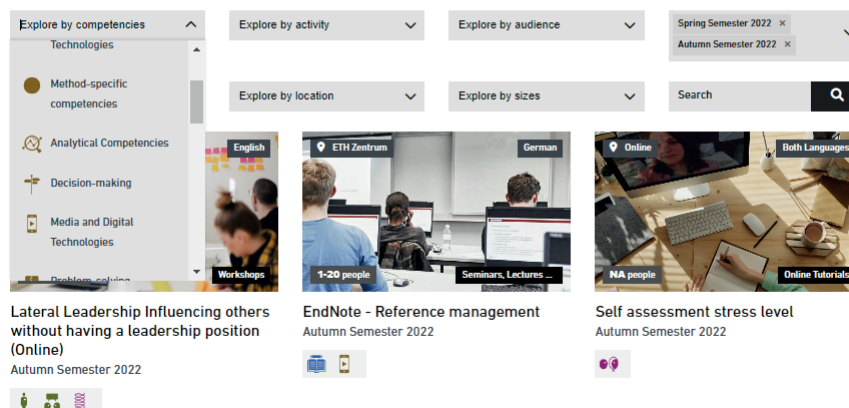 Explore by competencies
Explore by activity
Explore by audience
Spring Semester 2022 ×
Autumn Semester 2022 ×
Technologies
Method-specific
competencies
Analytical Competencies
Decision-making
Media and Digital
Technologies
Problem-solving
Explore by location
Explore by sizes
Search
English
Workshops
ETH Zentrum
German
1-20 people
Seminars, Lectures ...
Online
Both Languages
NA people
Online Tutorials
Lateral Leadership Influencing others
without having a leadership position
(Online)
Autumn Semester 2022
EndNote - Reference management
Autumn Semester 2022
Self assessment stress level
Autumn Semester 2022